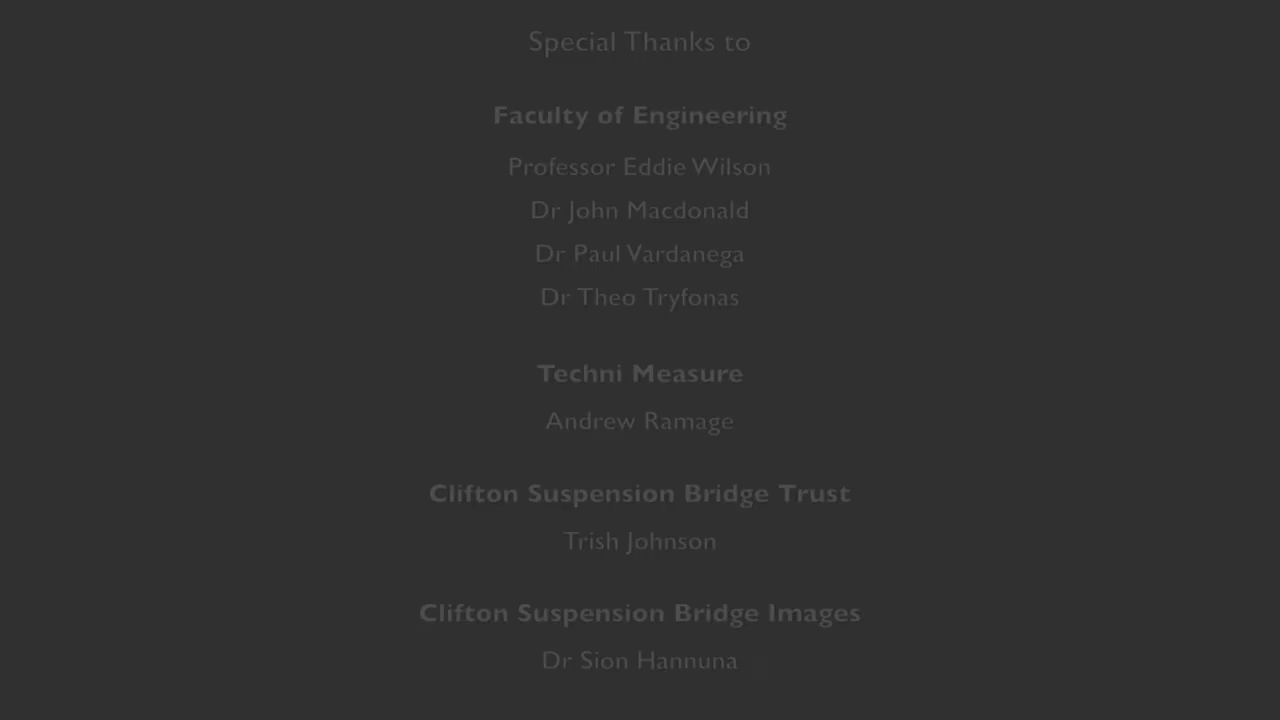 Special Thanks to
Faculty of Engineering
Professor Eddie Wilson
Dr John Macdonald
Dr Paul Vardanega
Dr Theo Tryfonas
Techni Measure
Andrew Ramage
Clifton Suspension Bridge Trust
Trish Johnson
Clifton Suspension Bridge Images
Dr Sion Hannuna